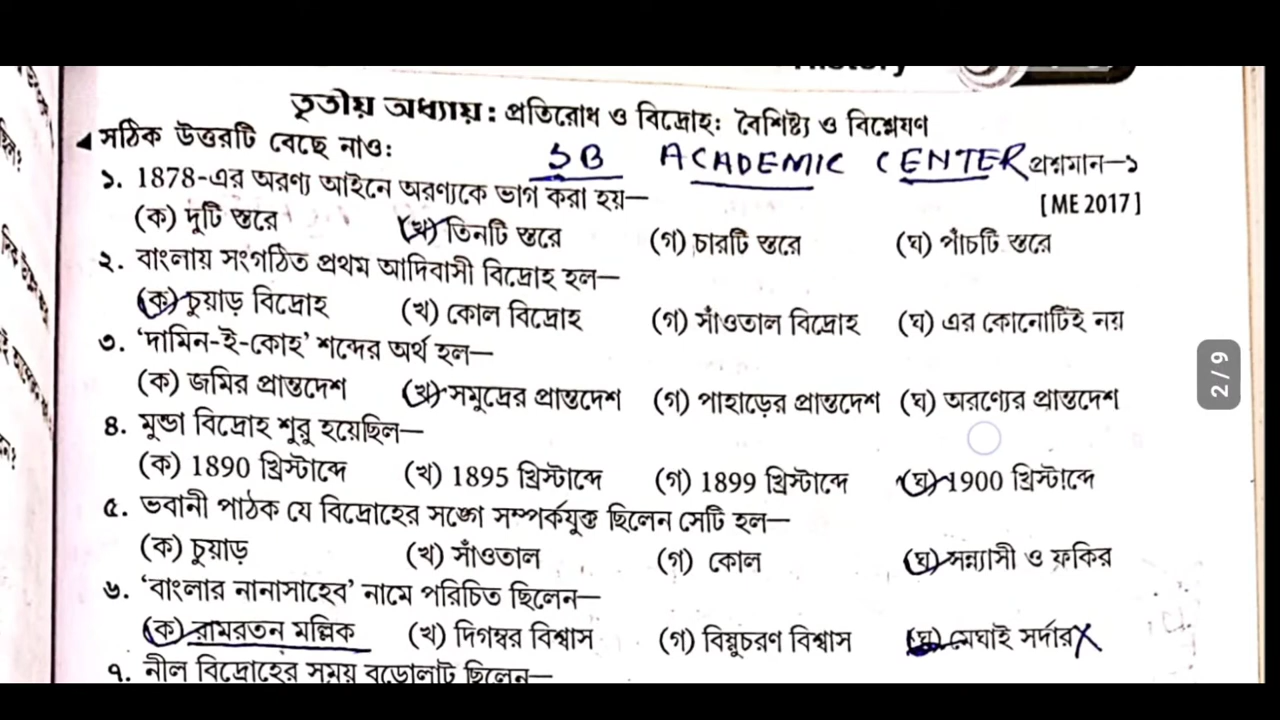 History
তৃতীয় অধ্যায়: প্রতিরোধ ও বিদ্রোহ: বৈশিষ্ট্য ও বিশ্লেষণ
◄ সঠিক উত্তরটি বেছে নাও:
SB ACADEMIC CENTER প্রশ্নমান—১
১. 1878-এর অরণ্য আইনে অরণ্যকে ভাগ করা হয়— [ME 2017]
(ক) দুটি স্তরে (খ) তিনটি স্তরে (গ) চারটি স্তরে (ঘ) পাঁচটি স্তরে
২. বাংলায় সংগঠিত প্রথম আদিবাসী বিদ্রোহ হল—
(ক) চুয়াড় বিদ্রোহ (খ) কোল বিদ্রোহ (গ) সাঁওতাল বিদ্রোহ (ঘ) এর কোনোটিই নয়
৩. 'দামিন-ই-কোহ' শব্দের অর্থ হল—
(ক) জমির প্রান্তদেশ (খ) সমুদ্রের প্রান্তদেশ (গ) পাহাড়ের প্রান্তদেশ (ঘ) অরণ্যের প্রান্তদেশ
৪. মুন্ডা বিদ্রোহ শুরু হয়েছিল—
(ক) 1890 খ্রিস্টাব্দে (খ) 1895 খ্রিস্টাব্দে (গ) 1899 খ্রিস্টাব্দে (ঘ) 1900 খ্রিস্টাব্দে
৫. ভবানী পাঠক যে বিদ্রোহের সঙ্গে সম্পর্কযুক্ত ছিলেন সেটি হল—
(ক) চুয়াড় (খ) সাঁওতাল (গ) কোল (ঘ) সন্ন্যাসী ও ফকির
৬. 'বাংলার নানাসাহেব' নামে পরিচিত ছিলেন—
(ক) রামরতন মল্লিক (খ) দিগম্বর বিশ্বাস (গ) বিষ্ণুচরণ বিশ্বাস (ঘ) মেঘাই সর্দার X
৭. নীল বিদ্রোহের সময় বড়োলাট ছিলেন—
2/9